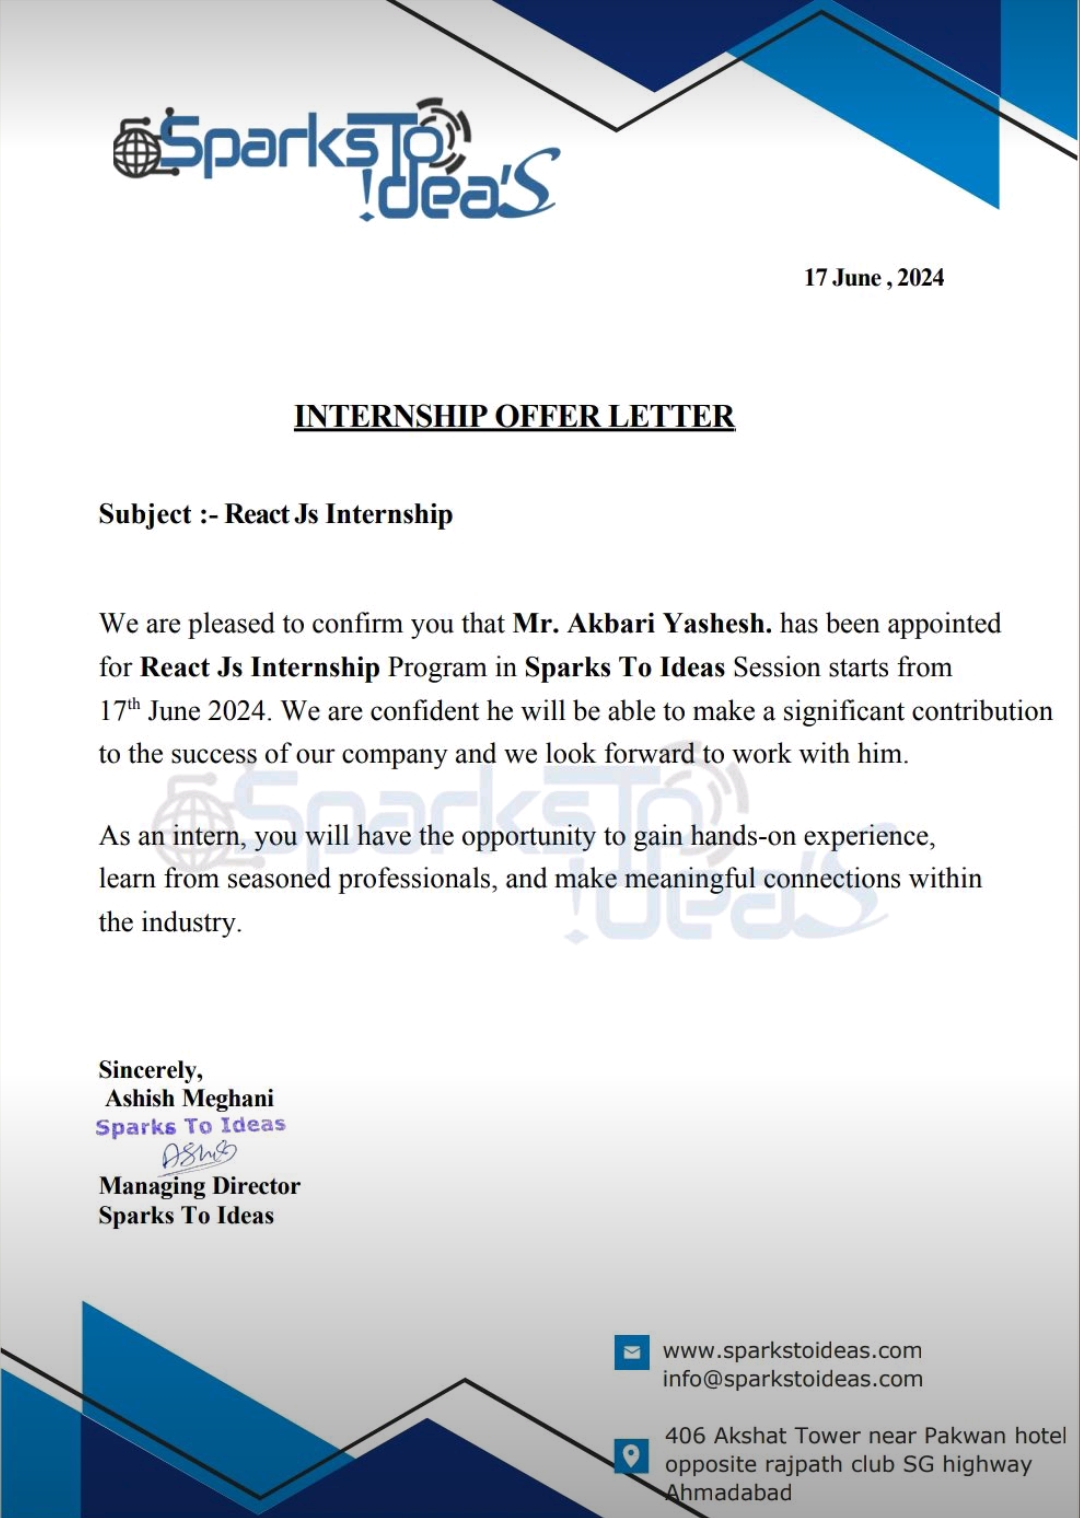 SparksTo
Idea'S
17 June , 2024
INTERNSHIP OFFER LETTER
Subject :- React Js Internship
We are pleased to confirm you that Mr. Akbari Yashesh. has been appointed
for React Js Internship Program in Sparks To Ideas Session starts from
17th June 2024. We are confident he will be able to make a significant contribution
to the success of our company and we look forward to work with him.
SparksTo
Idea'S
As an intern, you will have the opportunity to gain hands-on experience,
learn from seasoned professionals, and make meaningful connections within
the industry.
Sincerely,
Ashish Meghani
Sparks To Ideas
Ashish
Managing Director
Sparks To Ideas
www.sparkstoideas.com
info@sparkstoideas.com
406 Akshat Tower near Pakwan hotel
opposite rajpath club SG highway
Ahmadabad